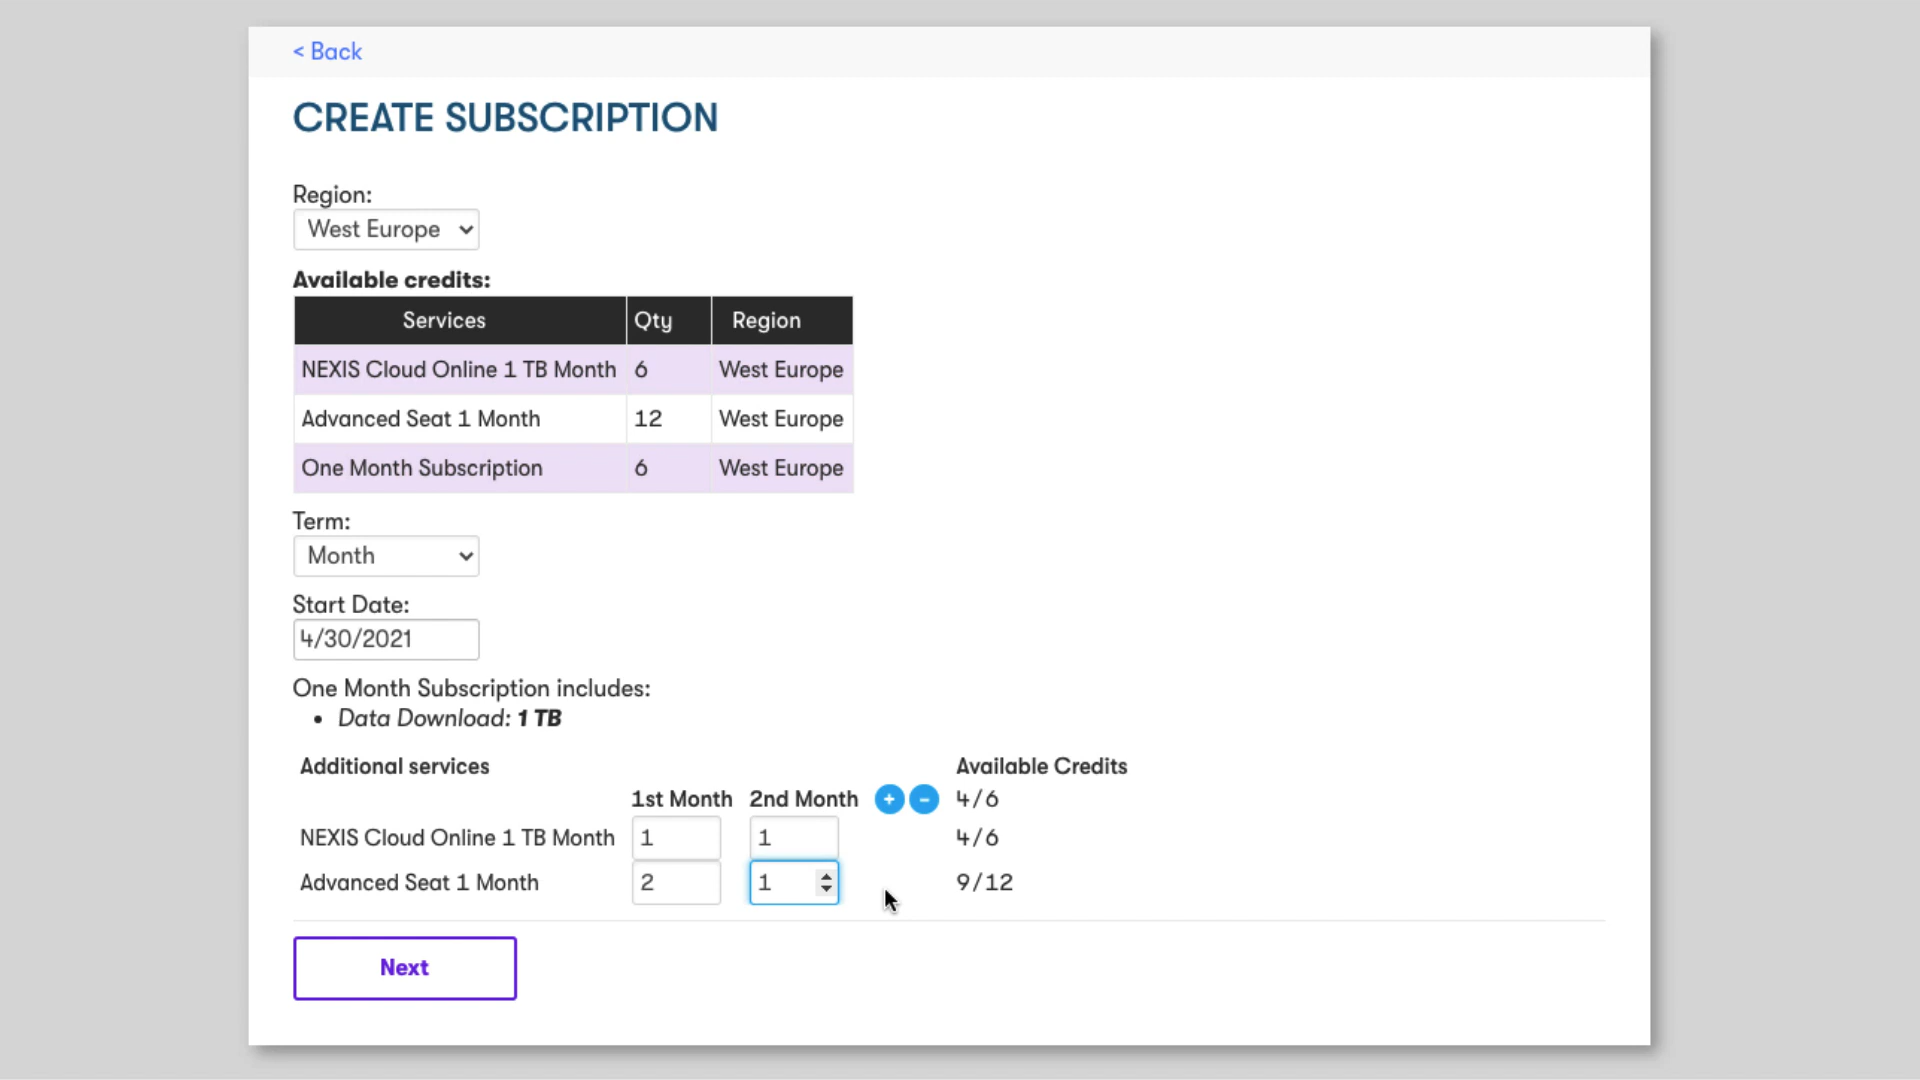 < Back
CREATE SUBSCRIPTION
Region:
West Europe
Available credits:
Services Qty Region
NEXIS Cloud Online 1 TB Month 6 West Europe
Advanced Seat 1 Month 12 West Europe
One Month Subscription 6 West Europe
Term:
Month
Start Date:
4/30/2021
One Month Subscription includes:
• Data Download: 1 TB
Additional services Available Credits
1st Month 2nd Month + - 4/6
NEXIS Cloud Online 1 TB Month 1 1 4/6
Advanced Seat 1 Month 2 1 9/12
Next